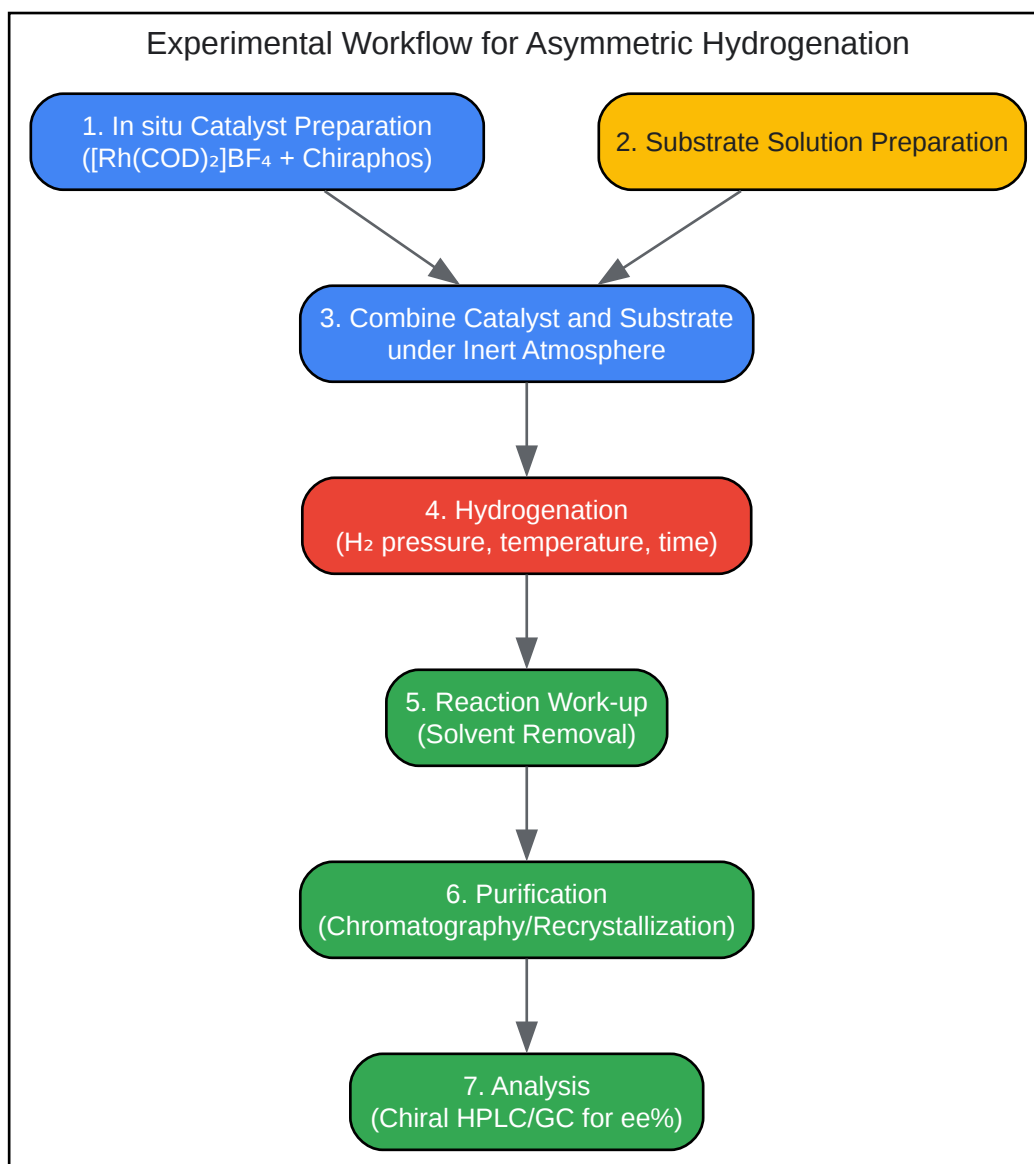 Experimental Workflow for Asymmetric Hydrogenation
1. In situ Catalyst Preparation
([Rh(COD)₂]BF₄ + Chiraphos)
2. Substrate Solution Preparation
3. Combine Catalyst and Substrate
under Inert Atmosphere
4. Hydrogenation
(H₂ pressure, temperature, time)
5. Reaction Work-up
(Solvent Removal)
6. Purification
(Chromatography/Recrystallization)
7. Analysis
(Chiral HPLC/GC for ee%)